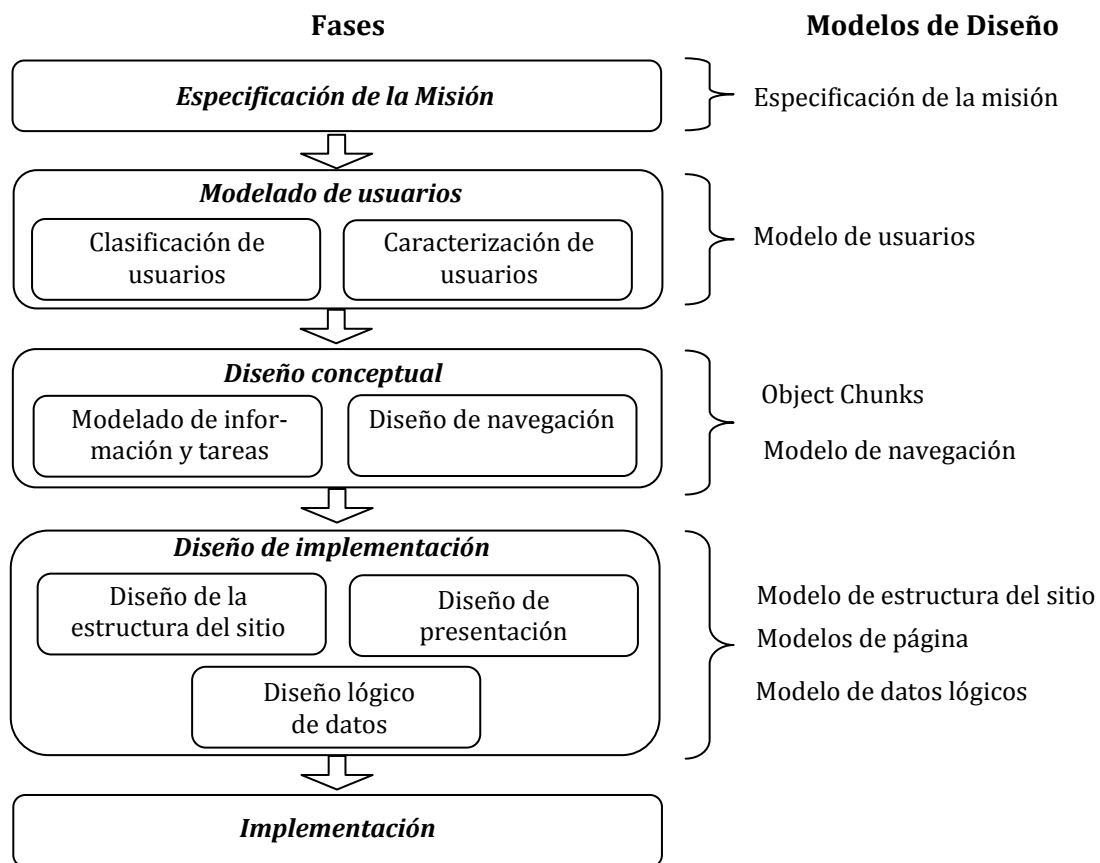 Fases
Modelos de Diseño
Especificación de la Misión
Especificación de la misión
Modelado de usuarios
Clasificación de
usuarios
Caracterización de
usuarios
Modelo de usuarios
Diseño conceptual
Modelado de infor-
mación y tareas
Diseño de navegación
Object Chunks
Modelo de navegación
Diseño de implementación
Diseño de la
estructura del sitio
Diseño de
presentación
Diseño lógico
de datos
Modelo de estructura del sitio
Modelos de página
Modelo de datos lógicos
Implementación